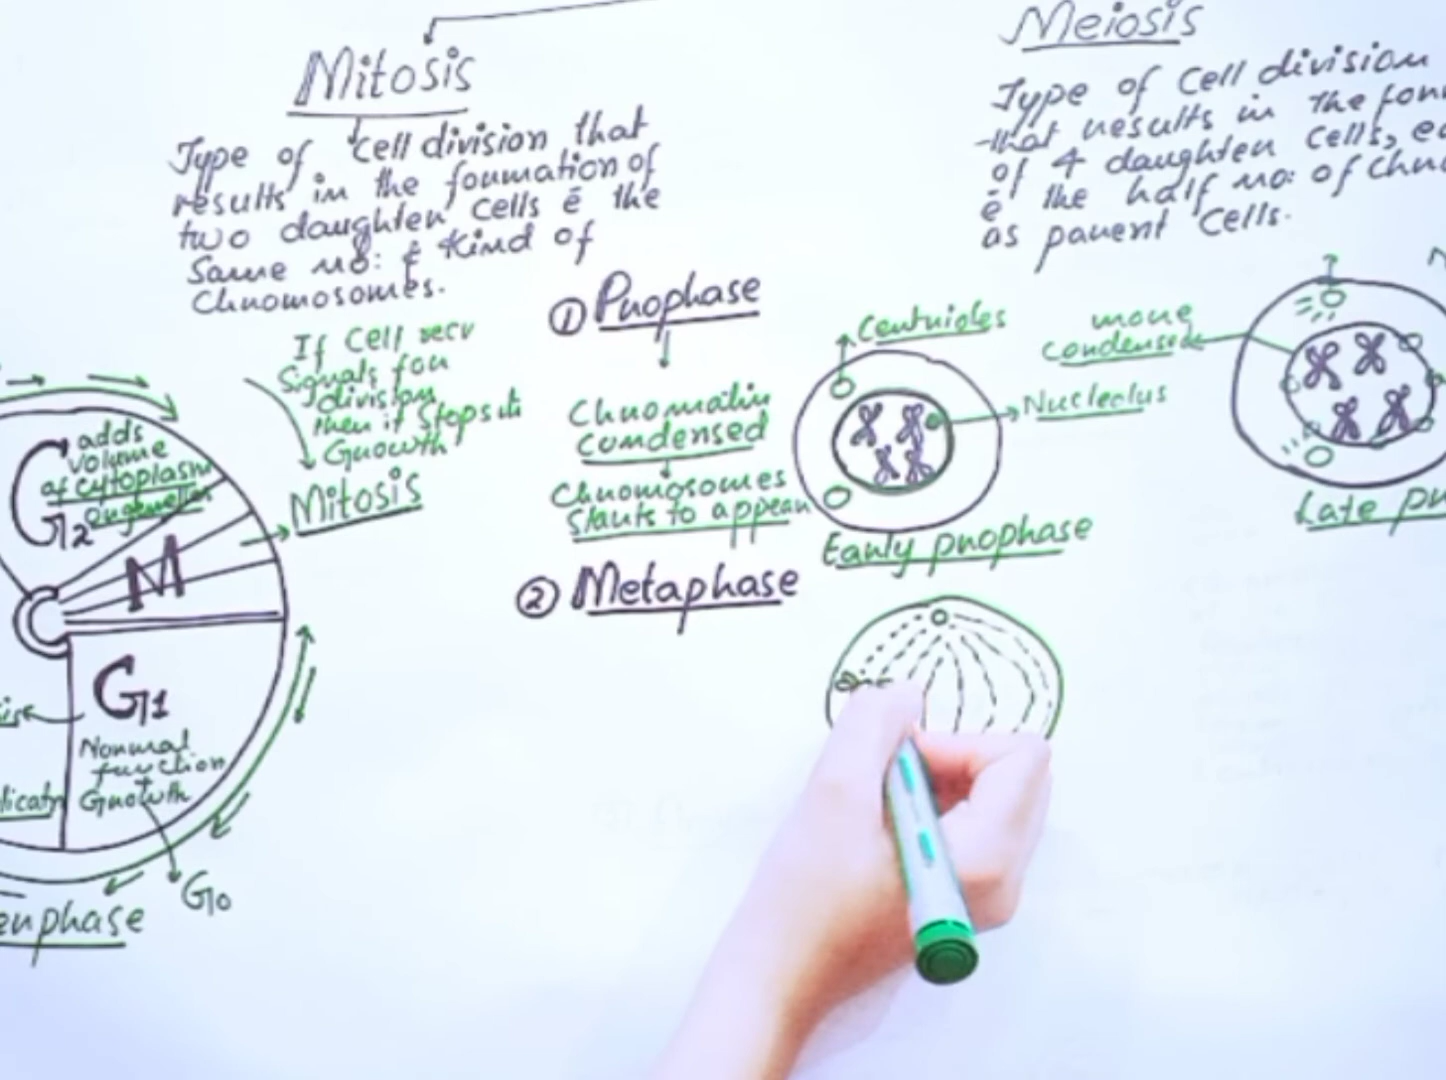 Mitosis
Type of cell division that
results in the formation of
two daughter cells ē the
Same no: & Kind of
Chromosomes.
Meiosis
Type of Cell division
that results in the
of 4 daughter cells,
ē the half no: of
as parent Cells.
① Prophase
Chromatin
Condensed
Chromosomes
Starts to appear
Centrioles
Nucleolus
Early prophase
more
condensed
Late
② Metaphase
If Cell recv
Signals for
division
then it stops its
Growth
Mitosis
G2
adds
volume
of cytoplasm
organelles
M
G1
Normal
function
Growth
G0